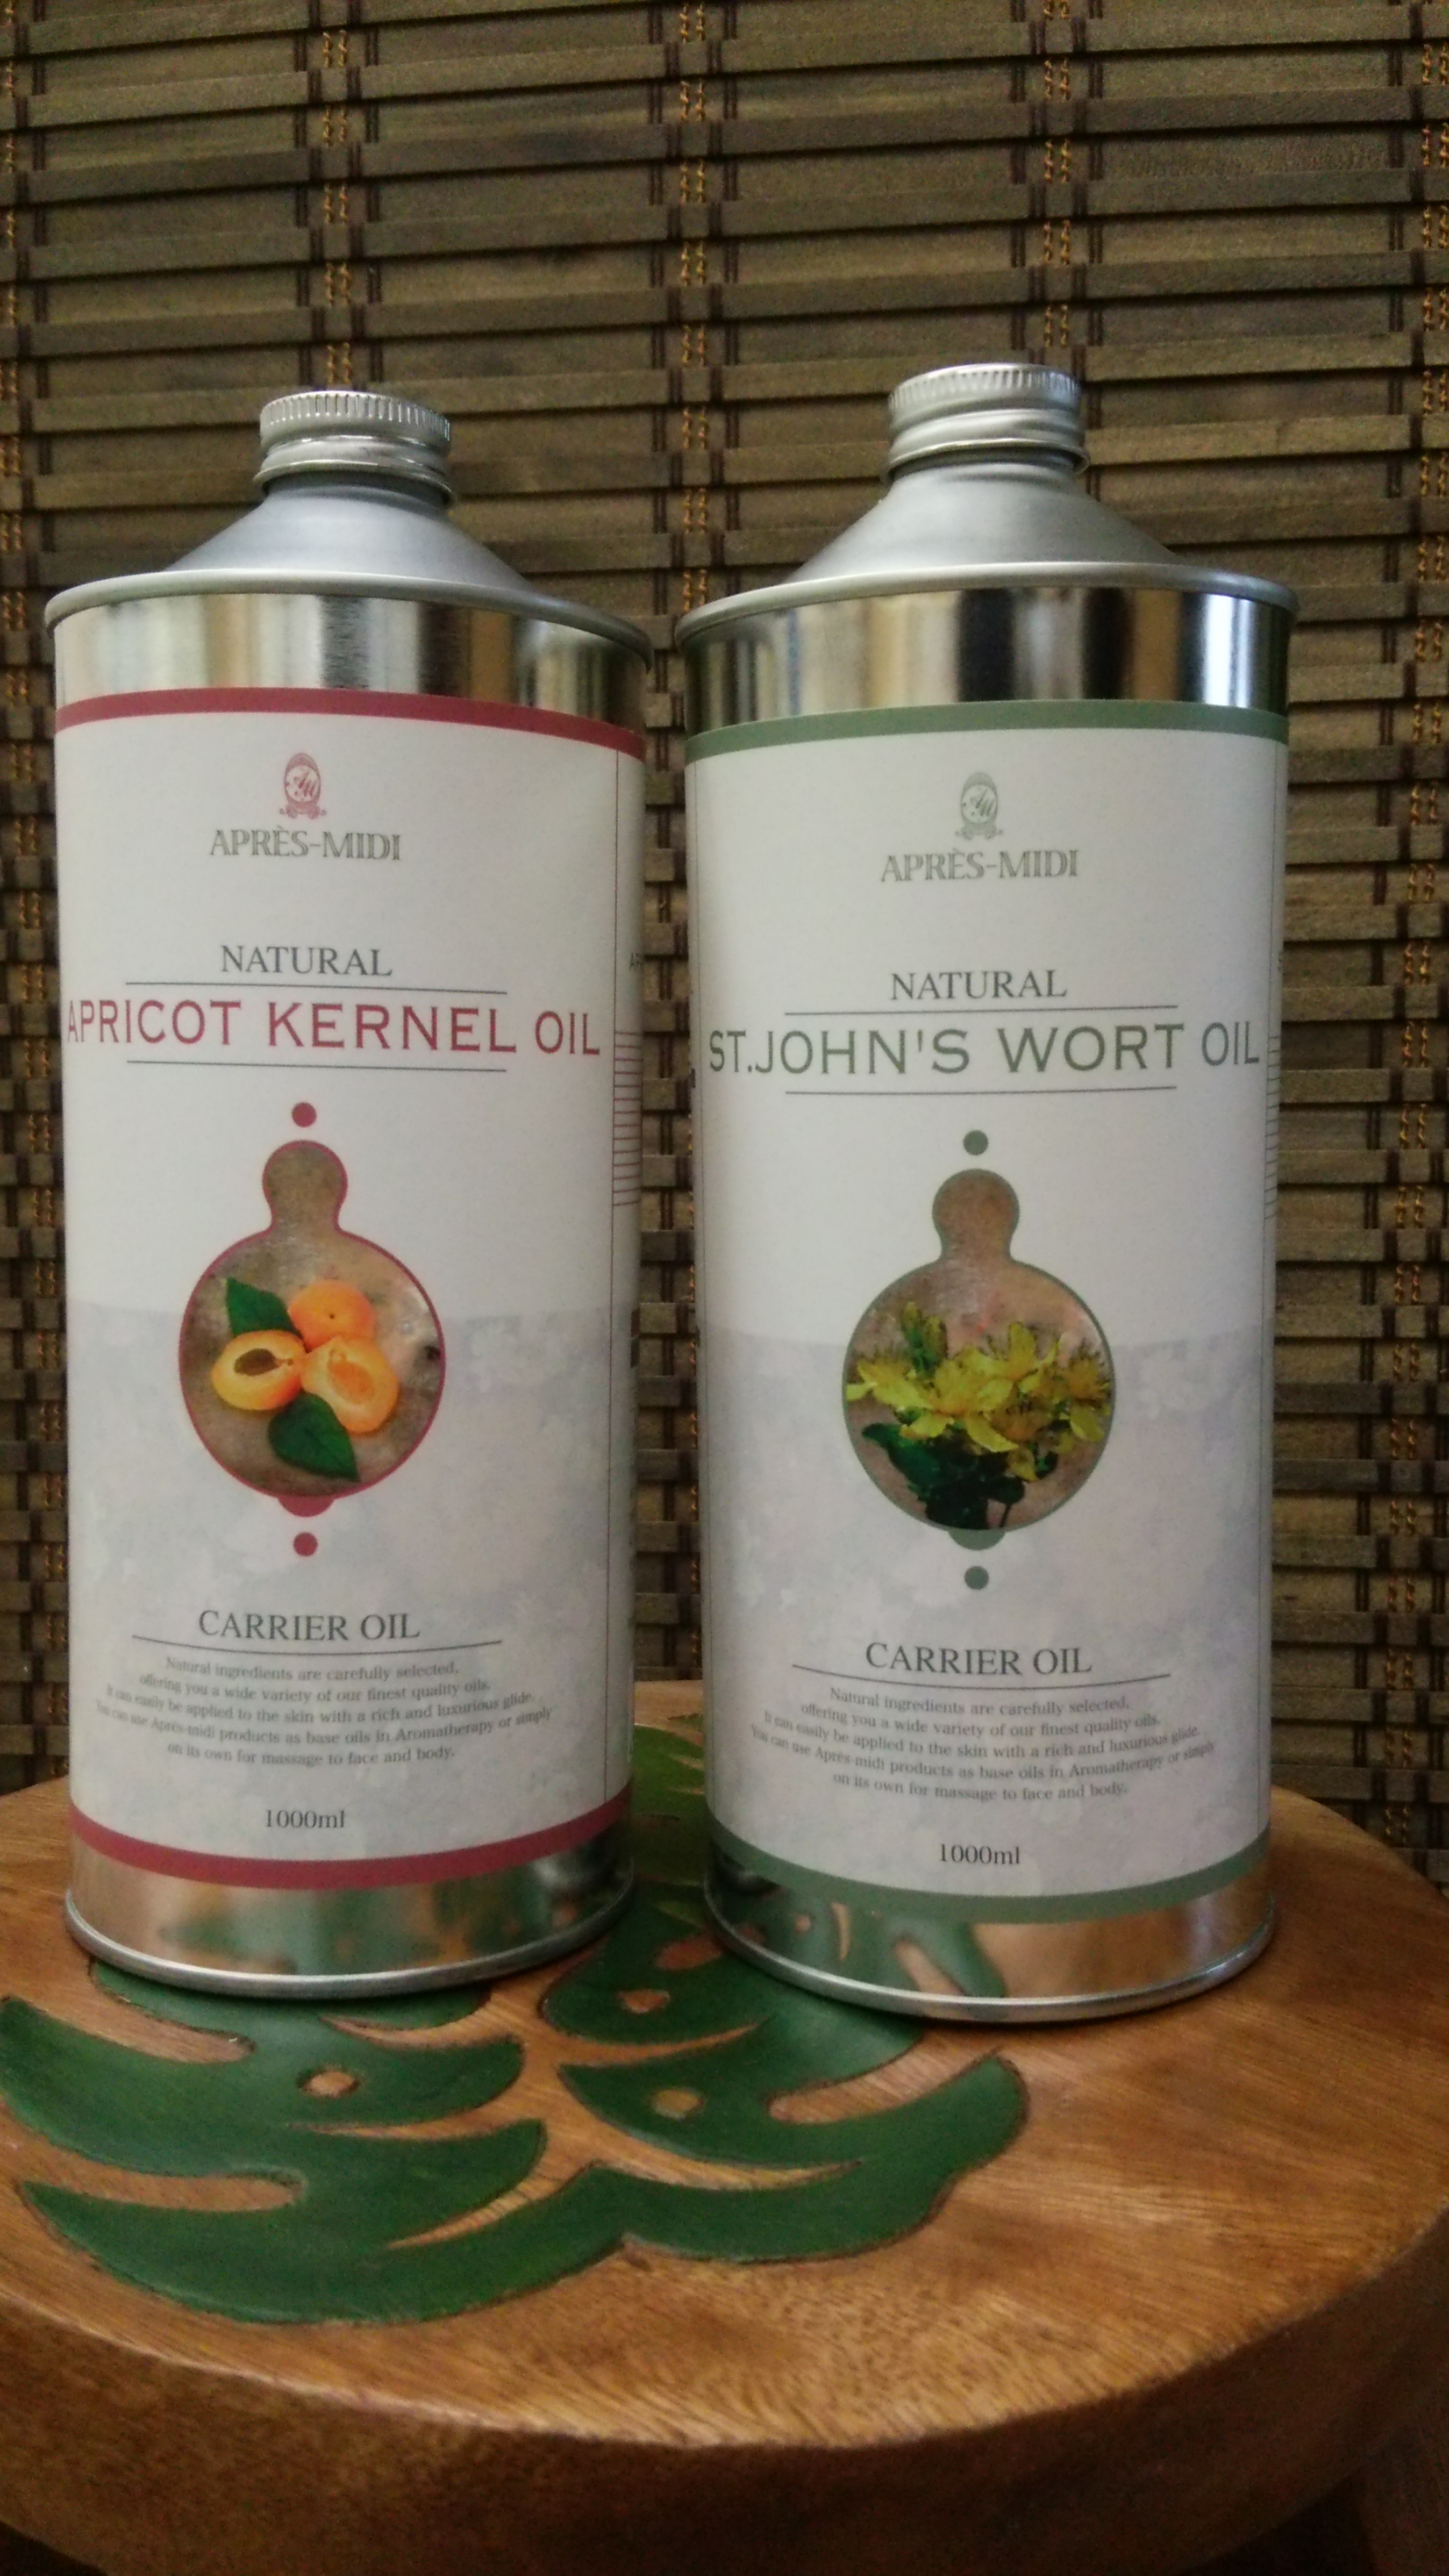 AM
APRÈS-MIDI
NATURAL
APRICOT KERNEL OIL
CARRIER OIL
Natural ingredients are carefully selected,
offering you a wide variety of our finest quality oils.
It can easily be applied to the skin with a rich and luxurious glide.
You can use Après-midi products as base oils in Aromatherapy or simply
on its own for massage to face and body.
1000ml
AM
APRÈS-MIDI
NATURAL
ST.JOHN'S WORT OIL
CARRIER OIL
Natural ingredients are carefully selected,
offering you a wide variety of our finest quality oils.
It can easily be applied to the skin with a rich and luxurious glide.
You can use Après-midi products as base oils in Aromatherapy or simply
on its own for massage to face and body.
1000ml